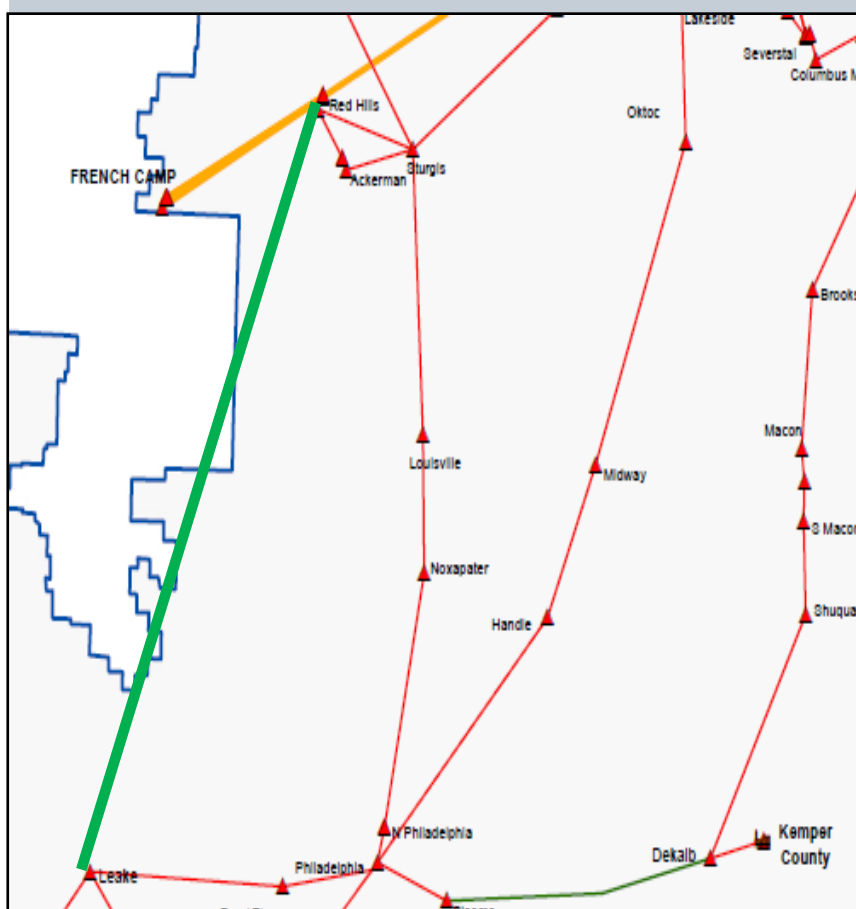 Lakeside
Severstal
Columbus M
Red Hills
Oktoc
FRENCH CAMP
Ackerman
Sturgis
Brooks
Macon
Louisville
Midway
S Macon
Noxapater
Shuqua
Handle
N Philadelphia
Kemper
County
Dekalb
Philadelphia
Leake